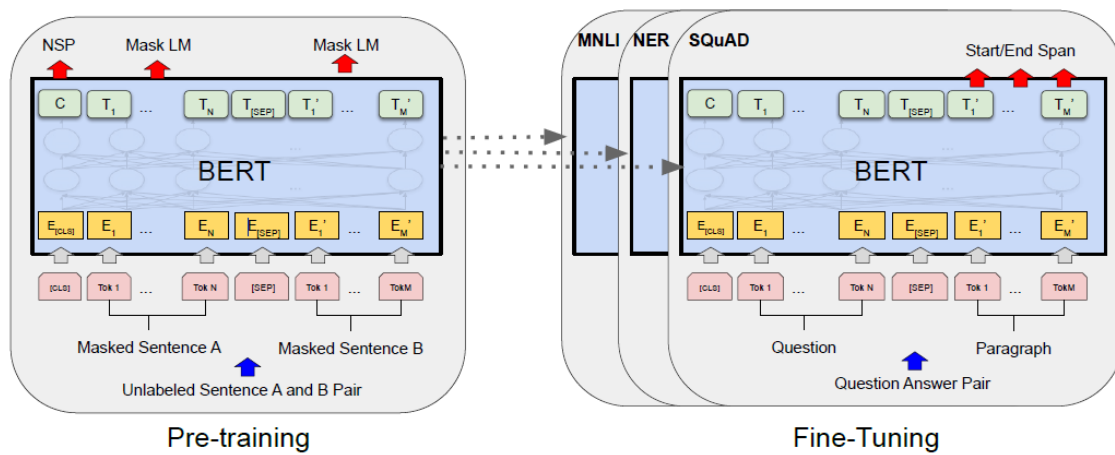 NSP Mask LM Mask LM
C T1 ... TN T[SEP] T1' ... TM'
BERT
E[CLS] E1 ... EN E[SEP] E1' ... EM'
[CLS] Tok 1 ... Tok N [SEP] Tok 1 ... TokM
Masked Sentence A Masked Sentence B
Unlabeled Sentence A and B Pair
Pre-training
MNLI NER SQuAD
Start/End Span
C T1 ... TN T[SEP] T1' ... TM'
BERT
E[CLS] E1 ... EN E[SEP] E1' ... EM'
[CLS] Tok 1 ... Tok N [SEP] Tok 1 ... TokM
Question Paragraph
Question Answer Pair
Fine-Tuning